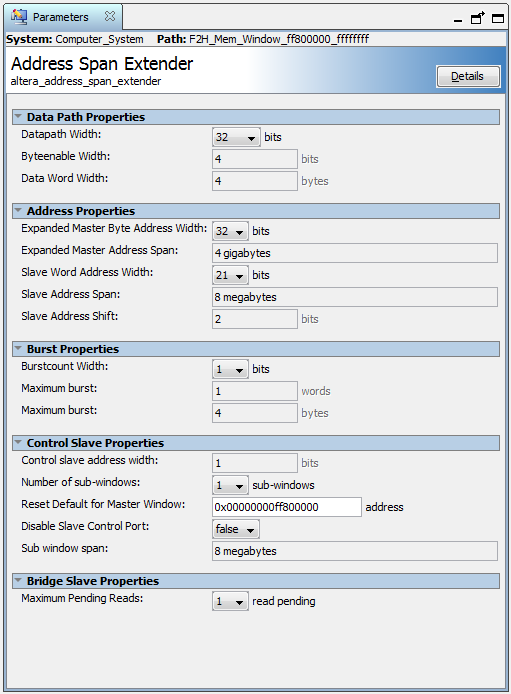 Parameters
System: Computer_System Path: F2H_Mem_Window_ff800000_ffffffff
Address Span Extender
altera_address_span_extender
Details
Data Path Properties
Datapath Width: 32 bits
Byteenable Width: 4 bits
Data Word Width: 4 bytes
Address Properties
Expanded Master Byte Address Width: 32 bits
Expanded Master Address Span: 4 gigabytes
Slave Word Address Width: 21 bits
Slave Address Span: 8 megabytes
Slave Address Shift: 2 bits
Burst Properties
Burstcount Width: 1 bits
Maximum burst: 1 words
Maximum burst: 4 bytes
Control Slave Properties
Control slave address width: 1 bits
Number of sub-windows: 1 sub-windows
Reset Default for Master Window: 0x00000000ff800000 address
Disable Slave Control Port: false
Sub window span: 8 megabytes
Bridge Slave Properties
Maximum Pending Reads: 1 read pending